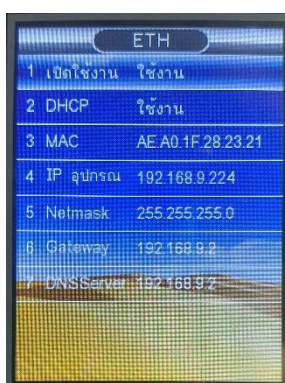 ETH
1 เปิดใช้งาน ใช้งาน
2 DHCP ใช้งาน
3 MAC AE.A0.1F.28.23.21
4 IP อุปกรณ 192.168.9.224
5 Netmask 255.255.255.0
6 Gateway 192.168.9.2
7 DNSServer 192.168.9.2